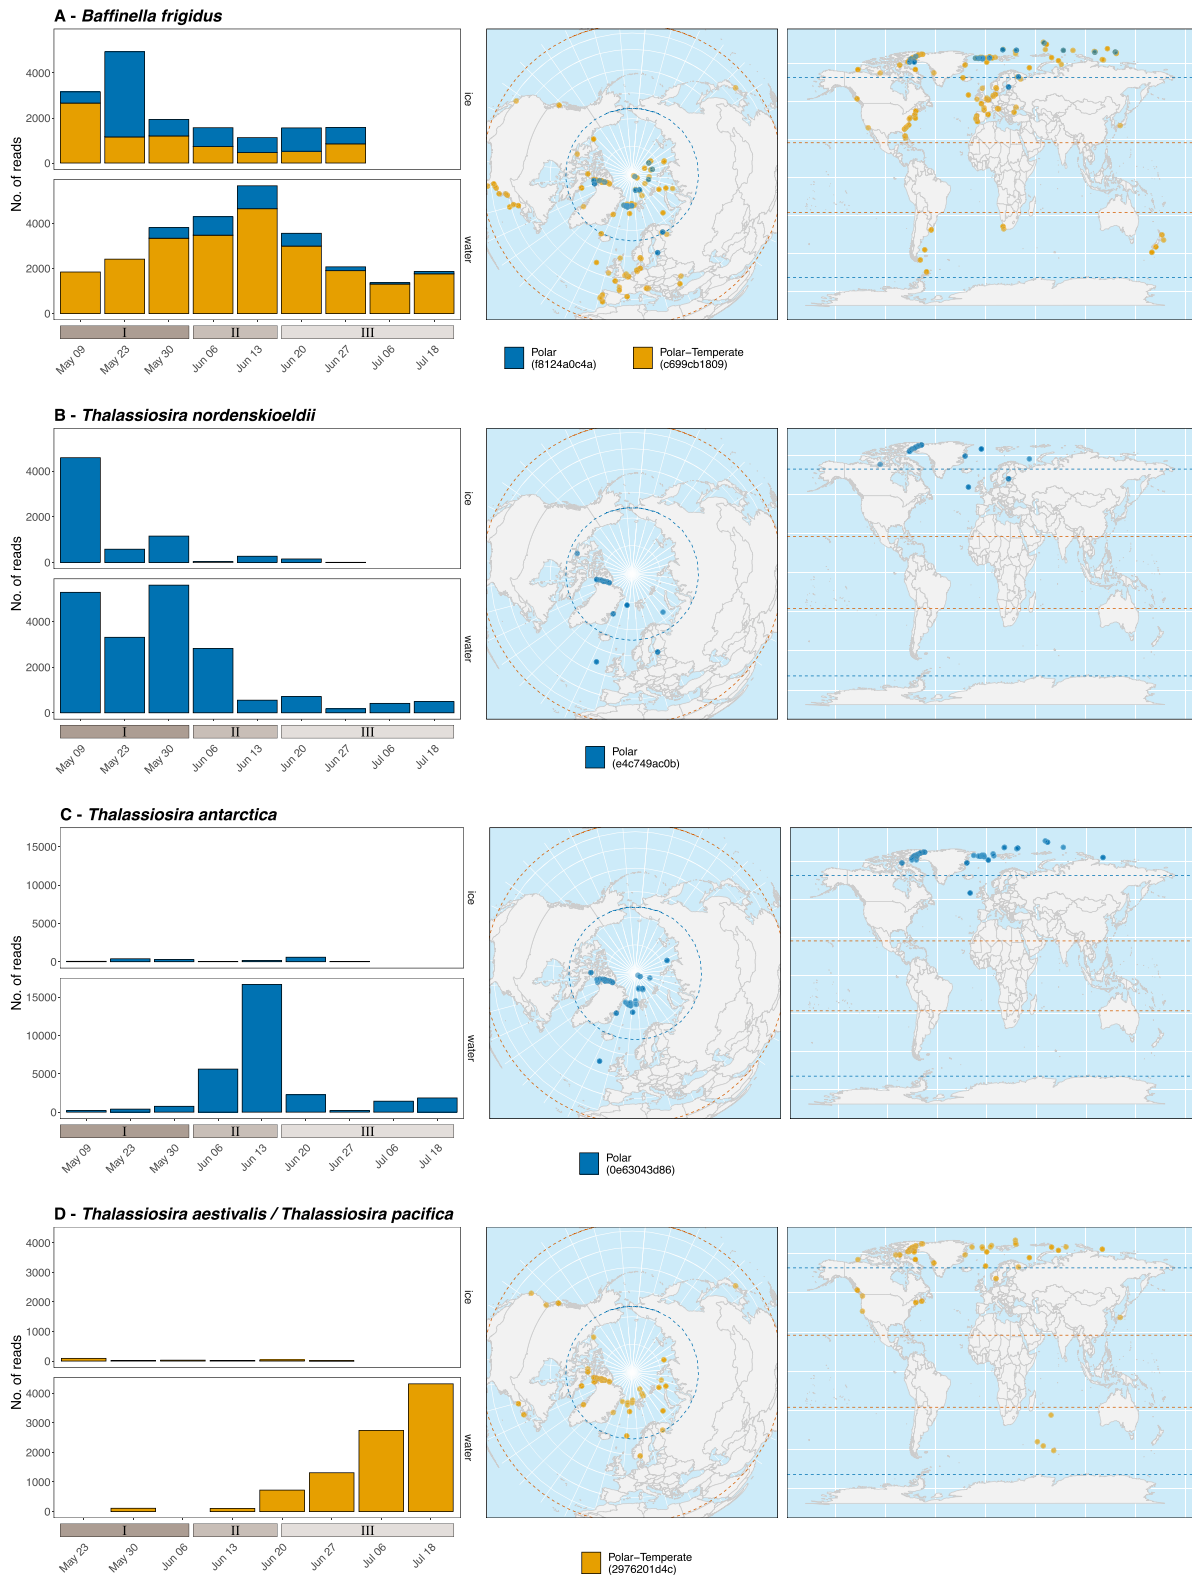 A - Baffinella frigidus
No. of reads
4000
2000
0
ice
4000
2000
0
water
I
II
III
May 09
May 23
May 30
Jun 06
Jun 13
Jun 20
Jun 27
Jul 06
Jul 18
Polar
(f8124a0c4a)
Polar−Temperate
(c699cb1809)
B - Thalassiosira nordenskioeldii
No. of reads
4000
2000
0
ice
4000
2000
0
water
I
II
III
May 09
May 23
May 30
Jun 06
Jun 13
Jun 20
Jun 27
Jul 06
Jul 18
Polar
(e4c749ac0b)
C - Thalassiosira antarctica
No. of reads
15000
10000
5000
0
ice
15000
10000
5000
0
water
I
II
III
May 09
May 23
May 30
Jun 06
Jun 13
Jun 20
Jun 27
Jul 06
Jul 18
Polar
(0e63043d86)
D - Thalassiosira aestivalis / Thalassiosira pacifica
No. of reads
4000
3000
2000
1000
0
ice
4000
3000
2000
1000
0
water
I
II
III
May 23
May 30
Jun 06
Jun 13
Jun 20
Jun 27
Jul 06
Jul 18
Polar−Temperate
(2976201d4c)